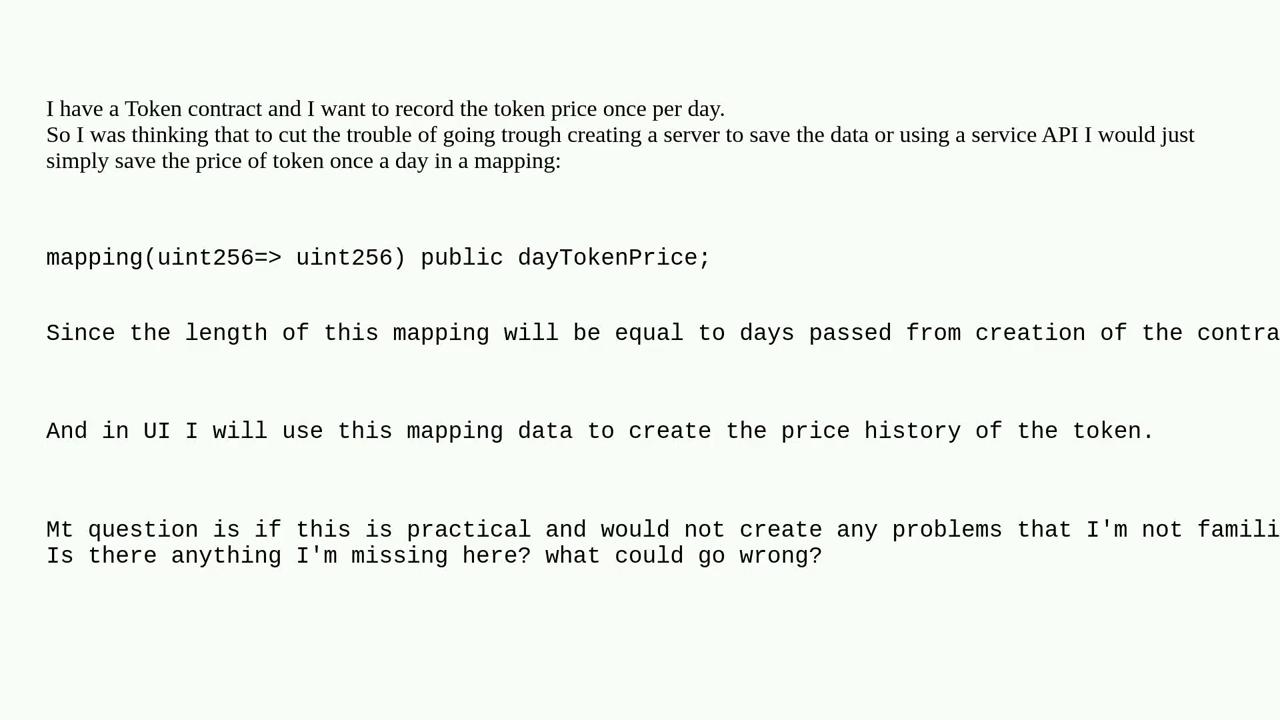 I have a Token contract and I want to record the token price once per day.
So I was thinking that to cut the trouble of going trough creating a server to save the data or using a service API I would just
simply save the price of token once a day in a mapping:
mapping(uint256=> uint256) public dayTokenPrice;
Since the length of this mapping will be equal to days passed from creation of the contra
And in UI I will use this mapping data to create the price history of the token.
Mt question is if this is practical and would not create any problems that I'm not famili
Is there anything I'm missing here? what could go wrong?